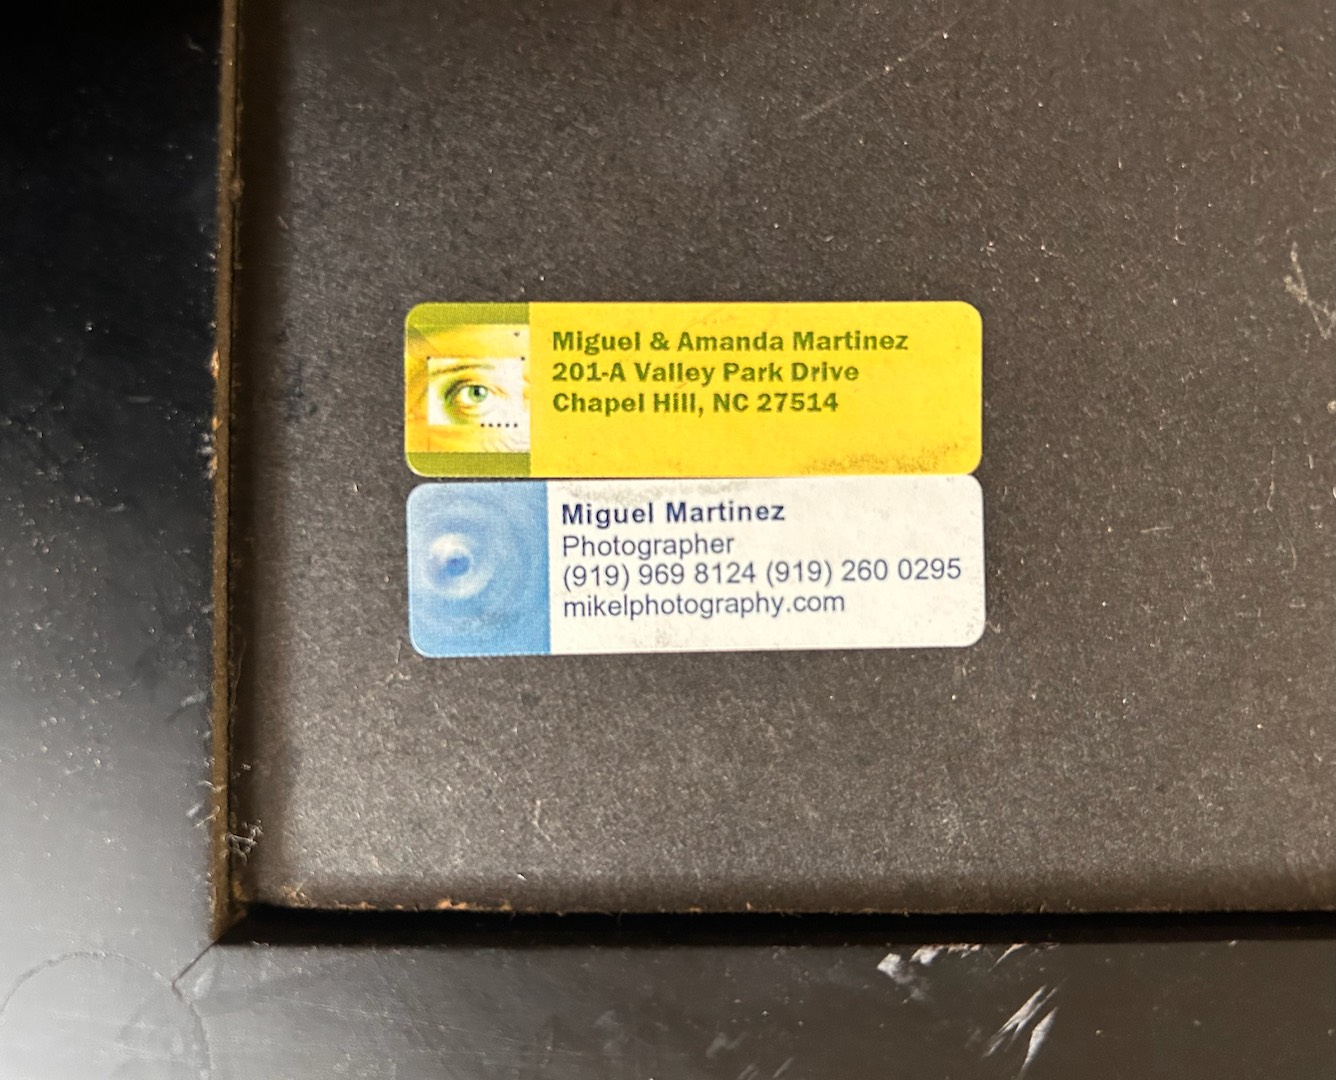 Miguel & Amanda Martinez
201-A Valley Park Drive
Chapel Hill, NC 27514
Miguel Martinez
Photographer
(919) 969 8124 (919) 260 0295
mikelphotography.com